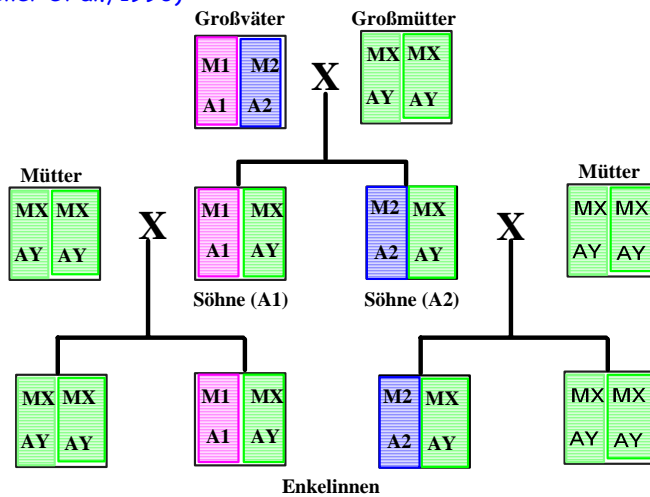 Großväter Großmütter
M1 M2 X MX MX
A1 A2 AY AY
Mütter Mütter
MX MX X M1 MX M2 MX X MX MX
AY AY A1 AY A2 AY AY AY
Söhne (A1) Söhne (A2)
MX MX M1 MX M2 MX MX MX
AY AY A1 AY A2 AY AY AY
Enkelinnen